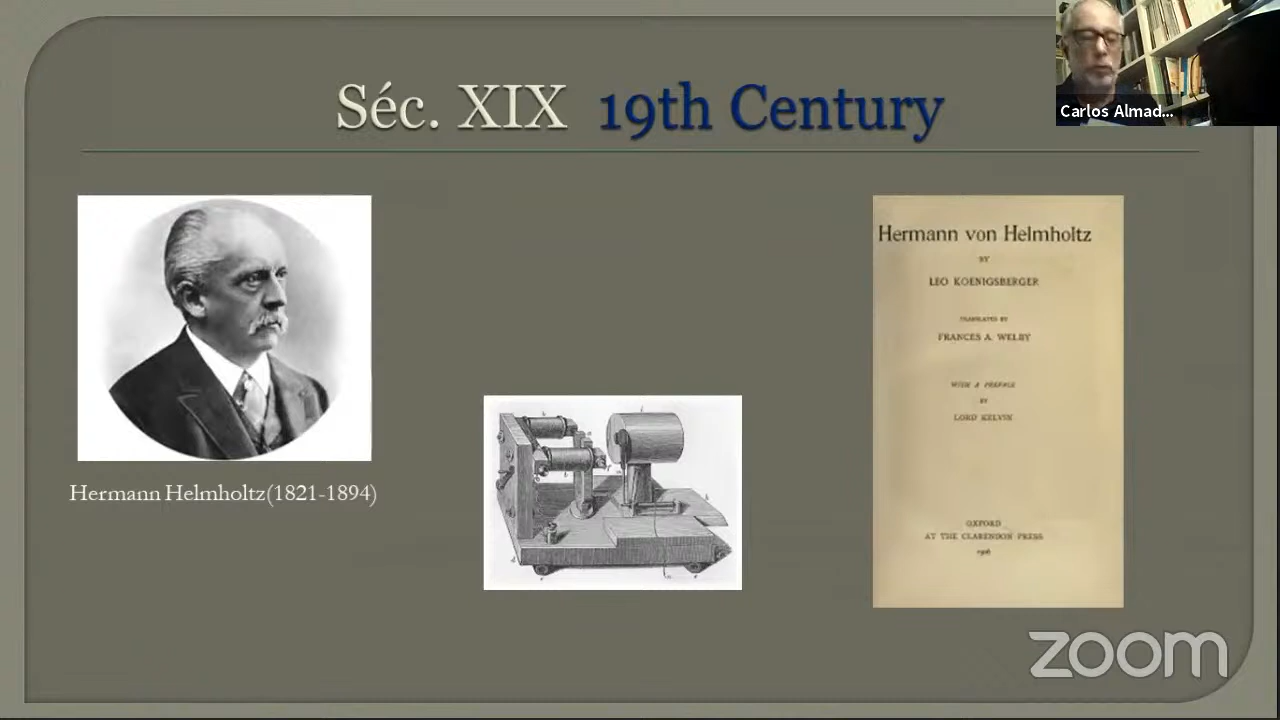 Séc. XIX 19th Century
Carlos Almad...
Hermann Helmholtz(1821-1894)
Hermann von Helmholtz
BY
LEO KOENIGSBERGER
TRANSLATED BY
FRANCES A. WELBY
WITH A PREFACE
BY
LORD KELVIN
OXFORD
AT THE CLARENDON PRESS
1906
zoom